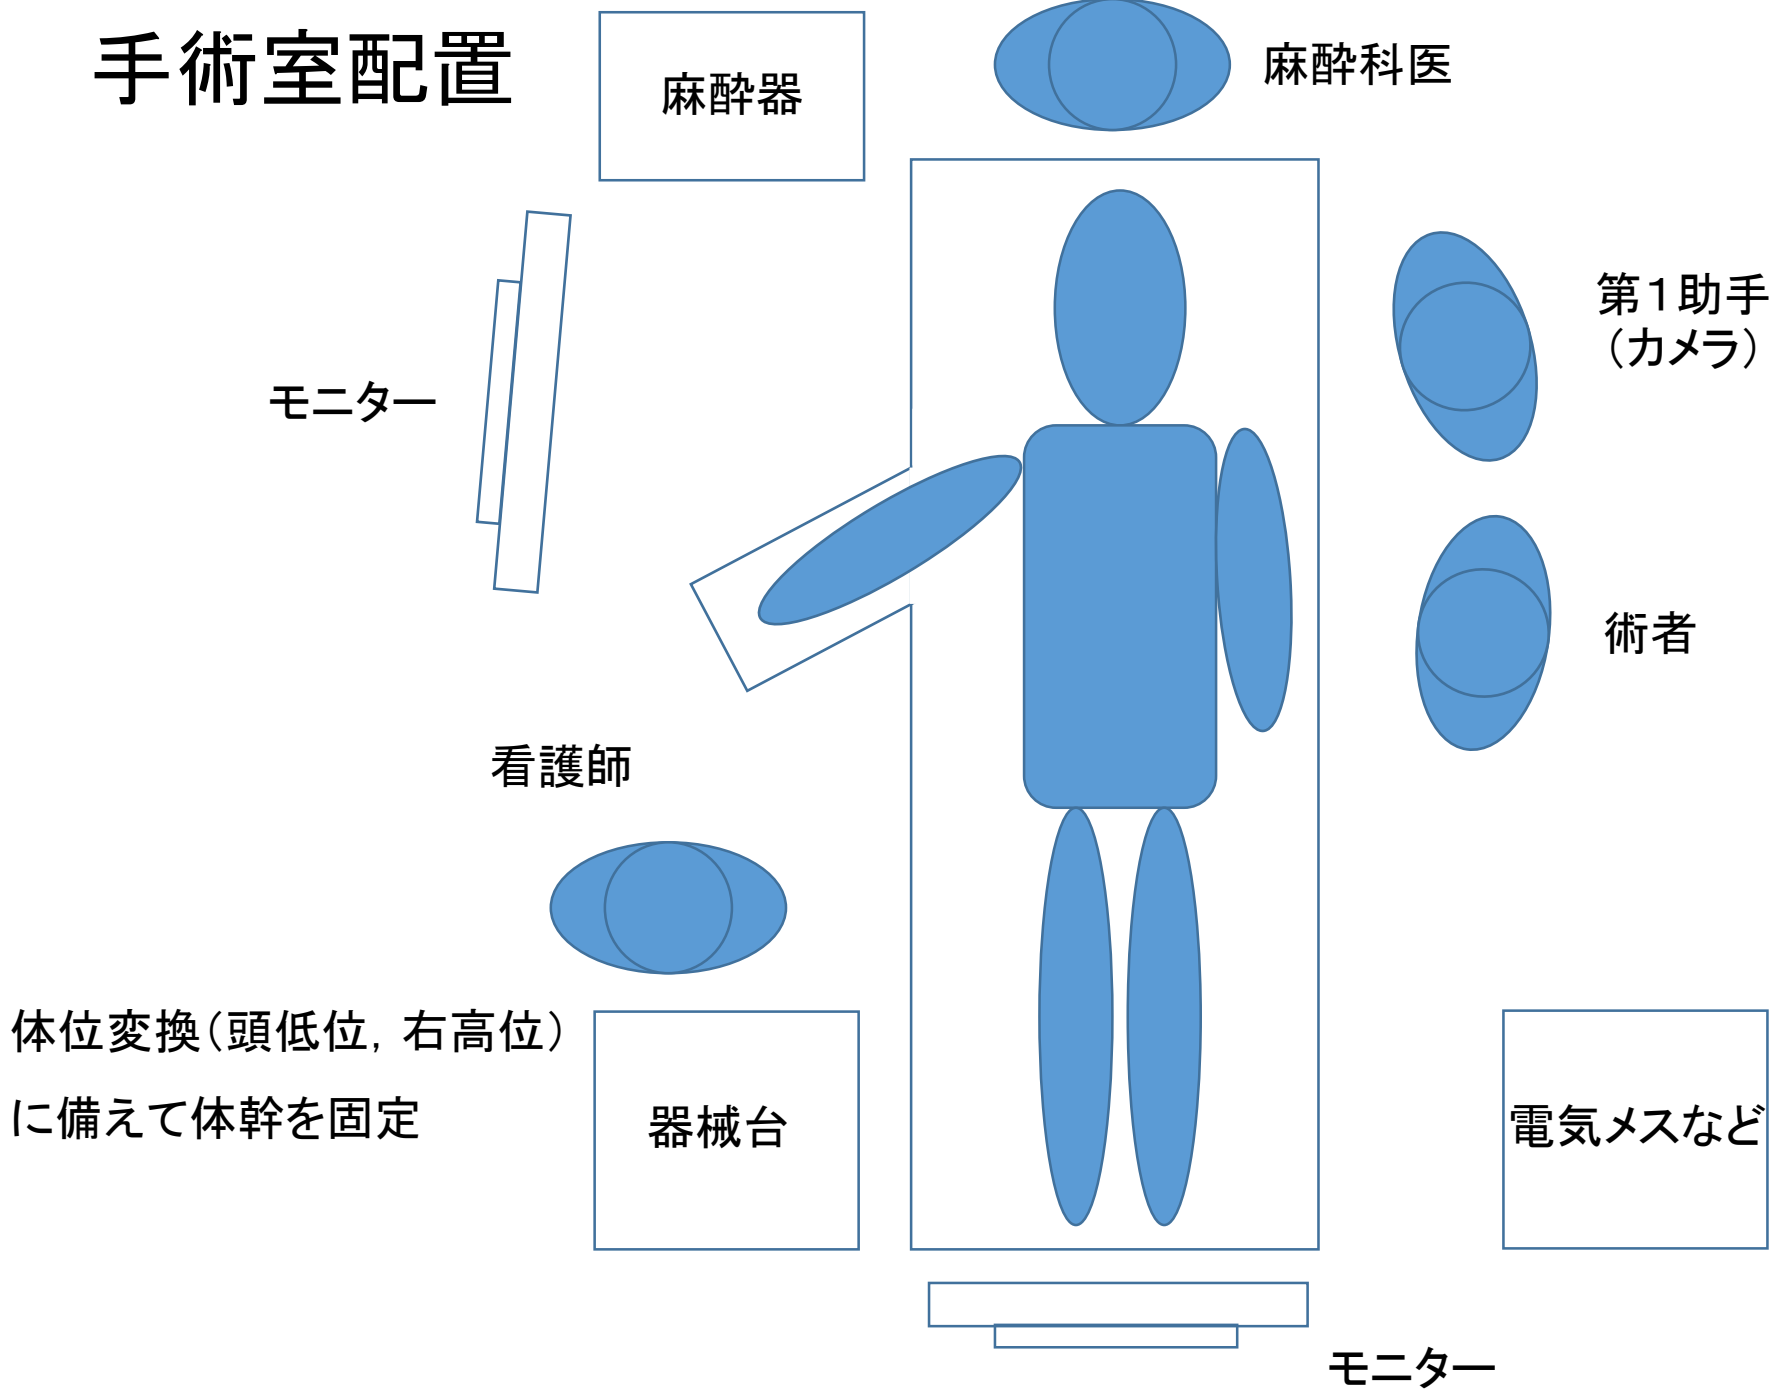 手術室配置
麻酔器
麻酔科医
第１助手
（カメラ）
モニター
術者
看護師
体位変換（頭低位，右高位）
に備えて体幹を固定
器械台
電気メスなど
モニター